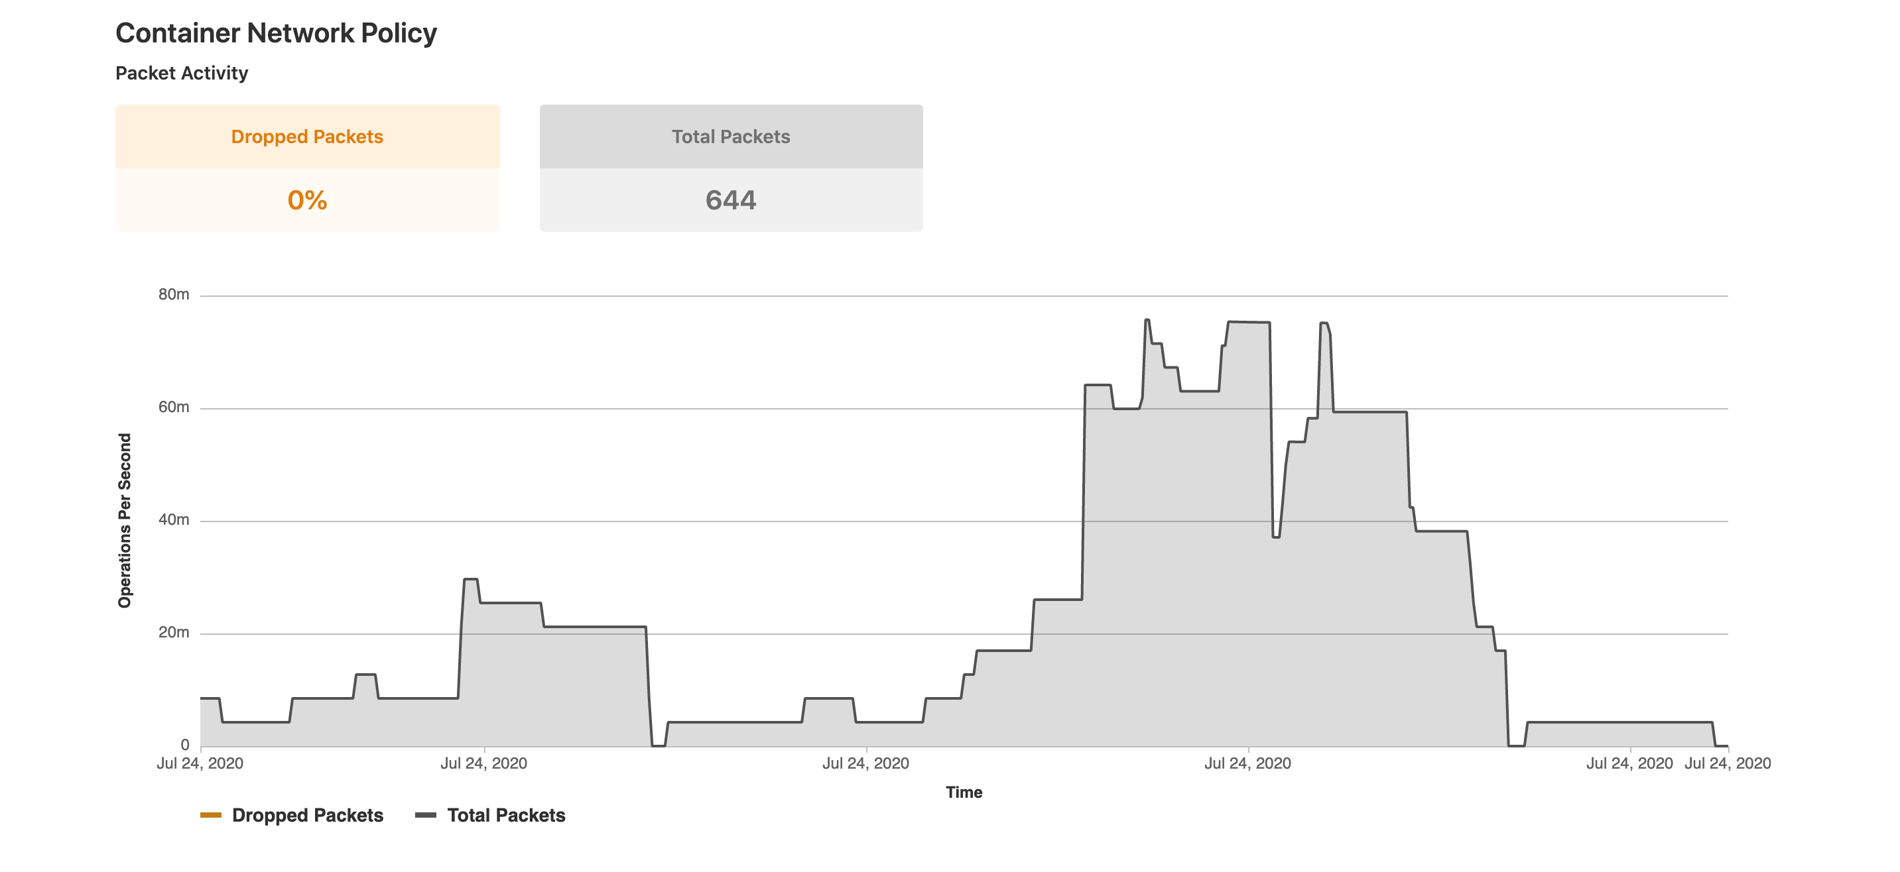 Container Network Policy
Packet Activity
Dropped Packets
0%
Total Packets
644
80m
60m
40m
20m
0
Operations Per Second
Jul 24, 2020
Jul 24, 2020
Jul 24, 2020
Jul 24, 2020
Jul 24, 2020
Jul 24, 2020
Time
Dropped Packets
Total Packets